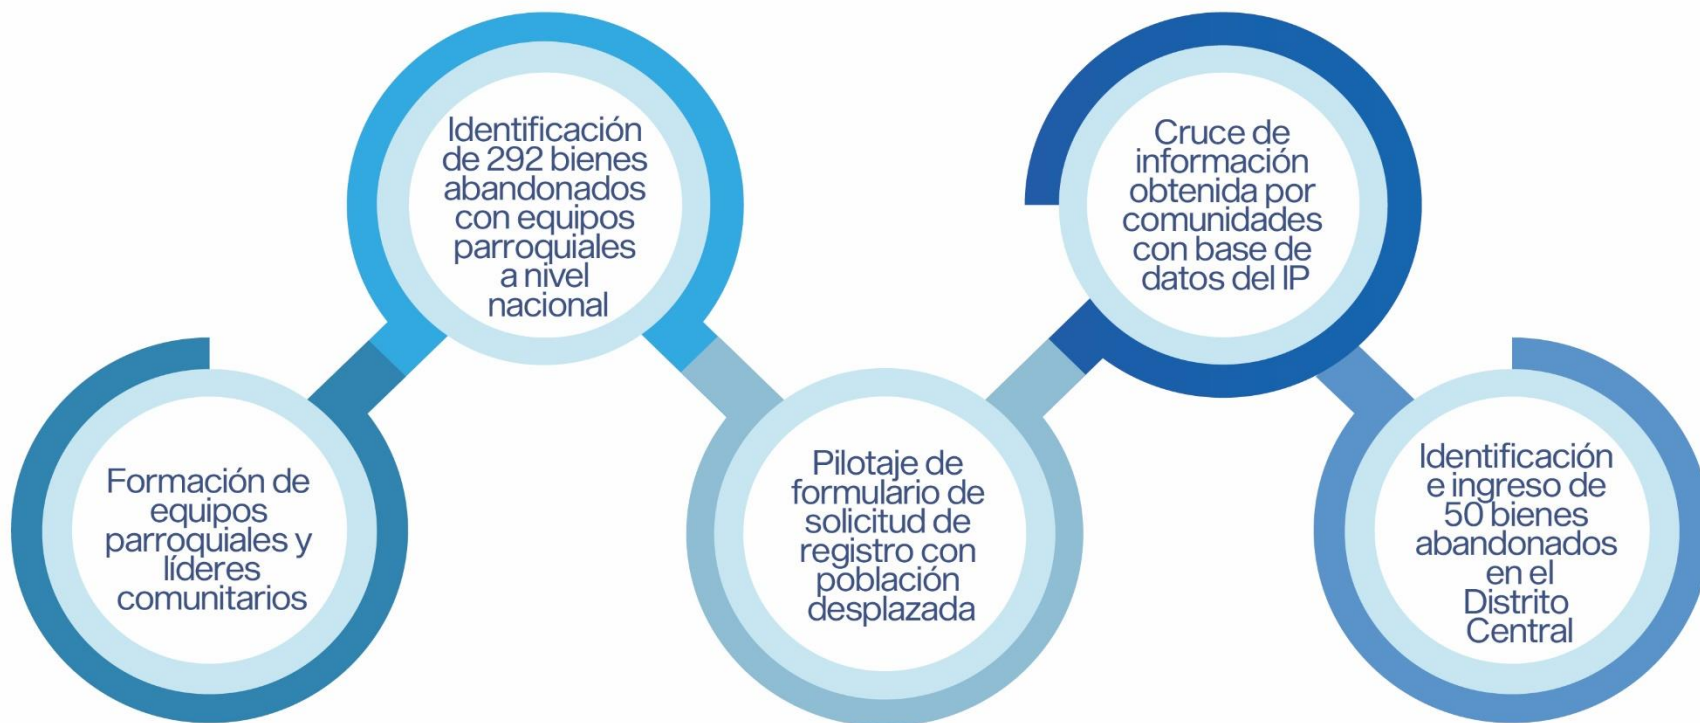 Formación de
equipos
parroquiales y
líderes
comunitarios
Identificación
de 292 bienes
abandonados
con equipos
parroquiales
a nivel
nacional
Pilotaje de
formulario de
solicitud de
registro con
población
desplazada
Cruce de
información
obtenida por
comunidades
con base de
datos del IP
Identificación
e ingreso de
50 bienes
abandonados
en el
Distrito
Central